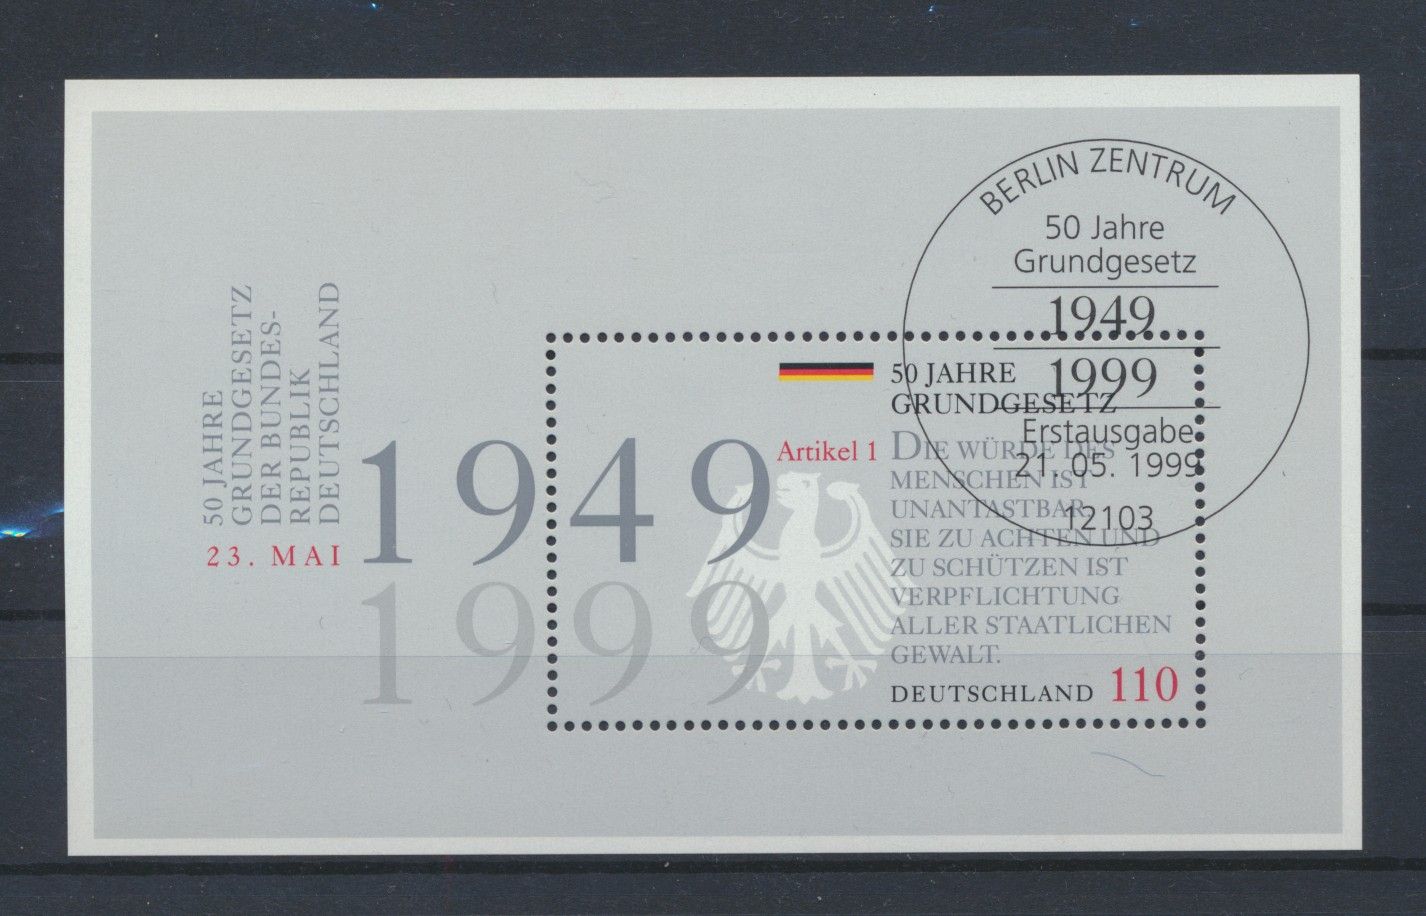 50 JAHRE
GRUNDGESETZ
DER BUNDES-
REPUBLIK
DEUTSCHLAND
23. MAI
1949
1999
50 JAHRE
GRUNDGESETZ
Artikel 1
DIE WÜRDE DES
MENSCHEN IST
UNANTASTBAR.
SIE ZU ACHTEN UND
ZU SCHÜTZEN IST
VERPFLICHTUNG
ALLER STAATLICHEN
GEWALT.
DEUTSCHLAND 110
BERLIN ZENTRUM
50 Jahre
Grundgesetz
1949
1999
Erstausgabe
21. 05. 1999
12103